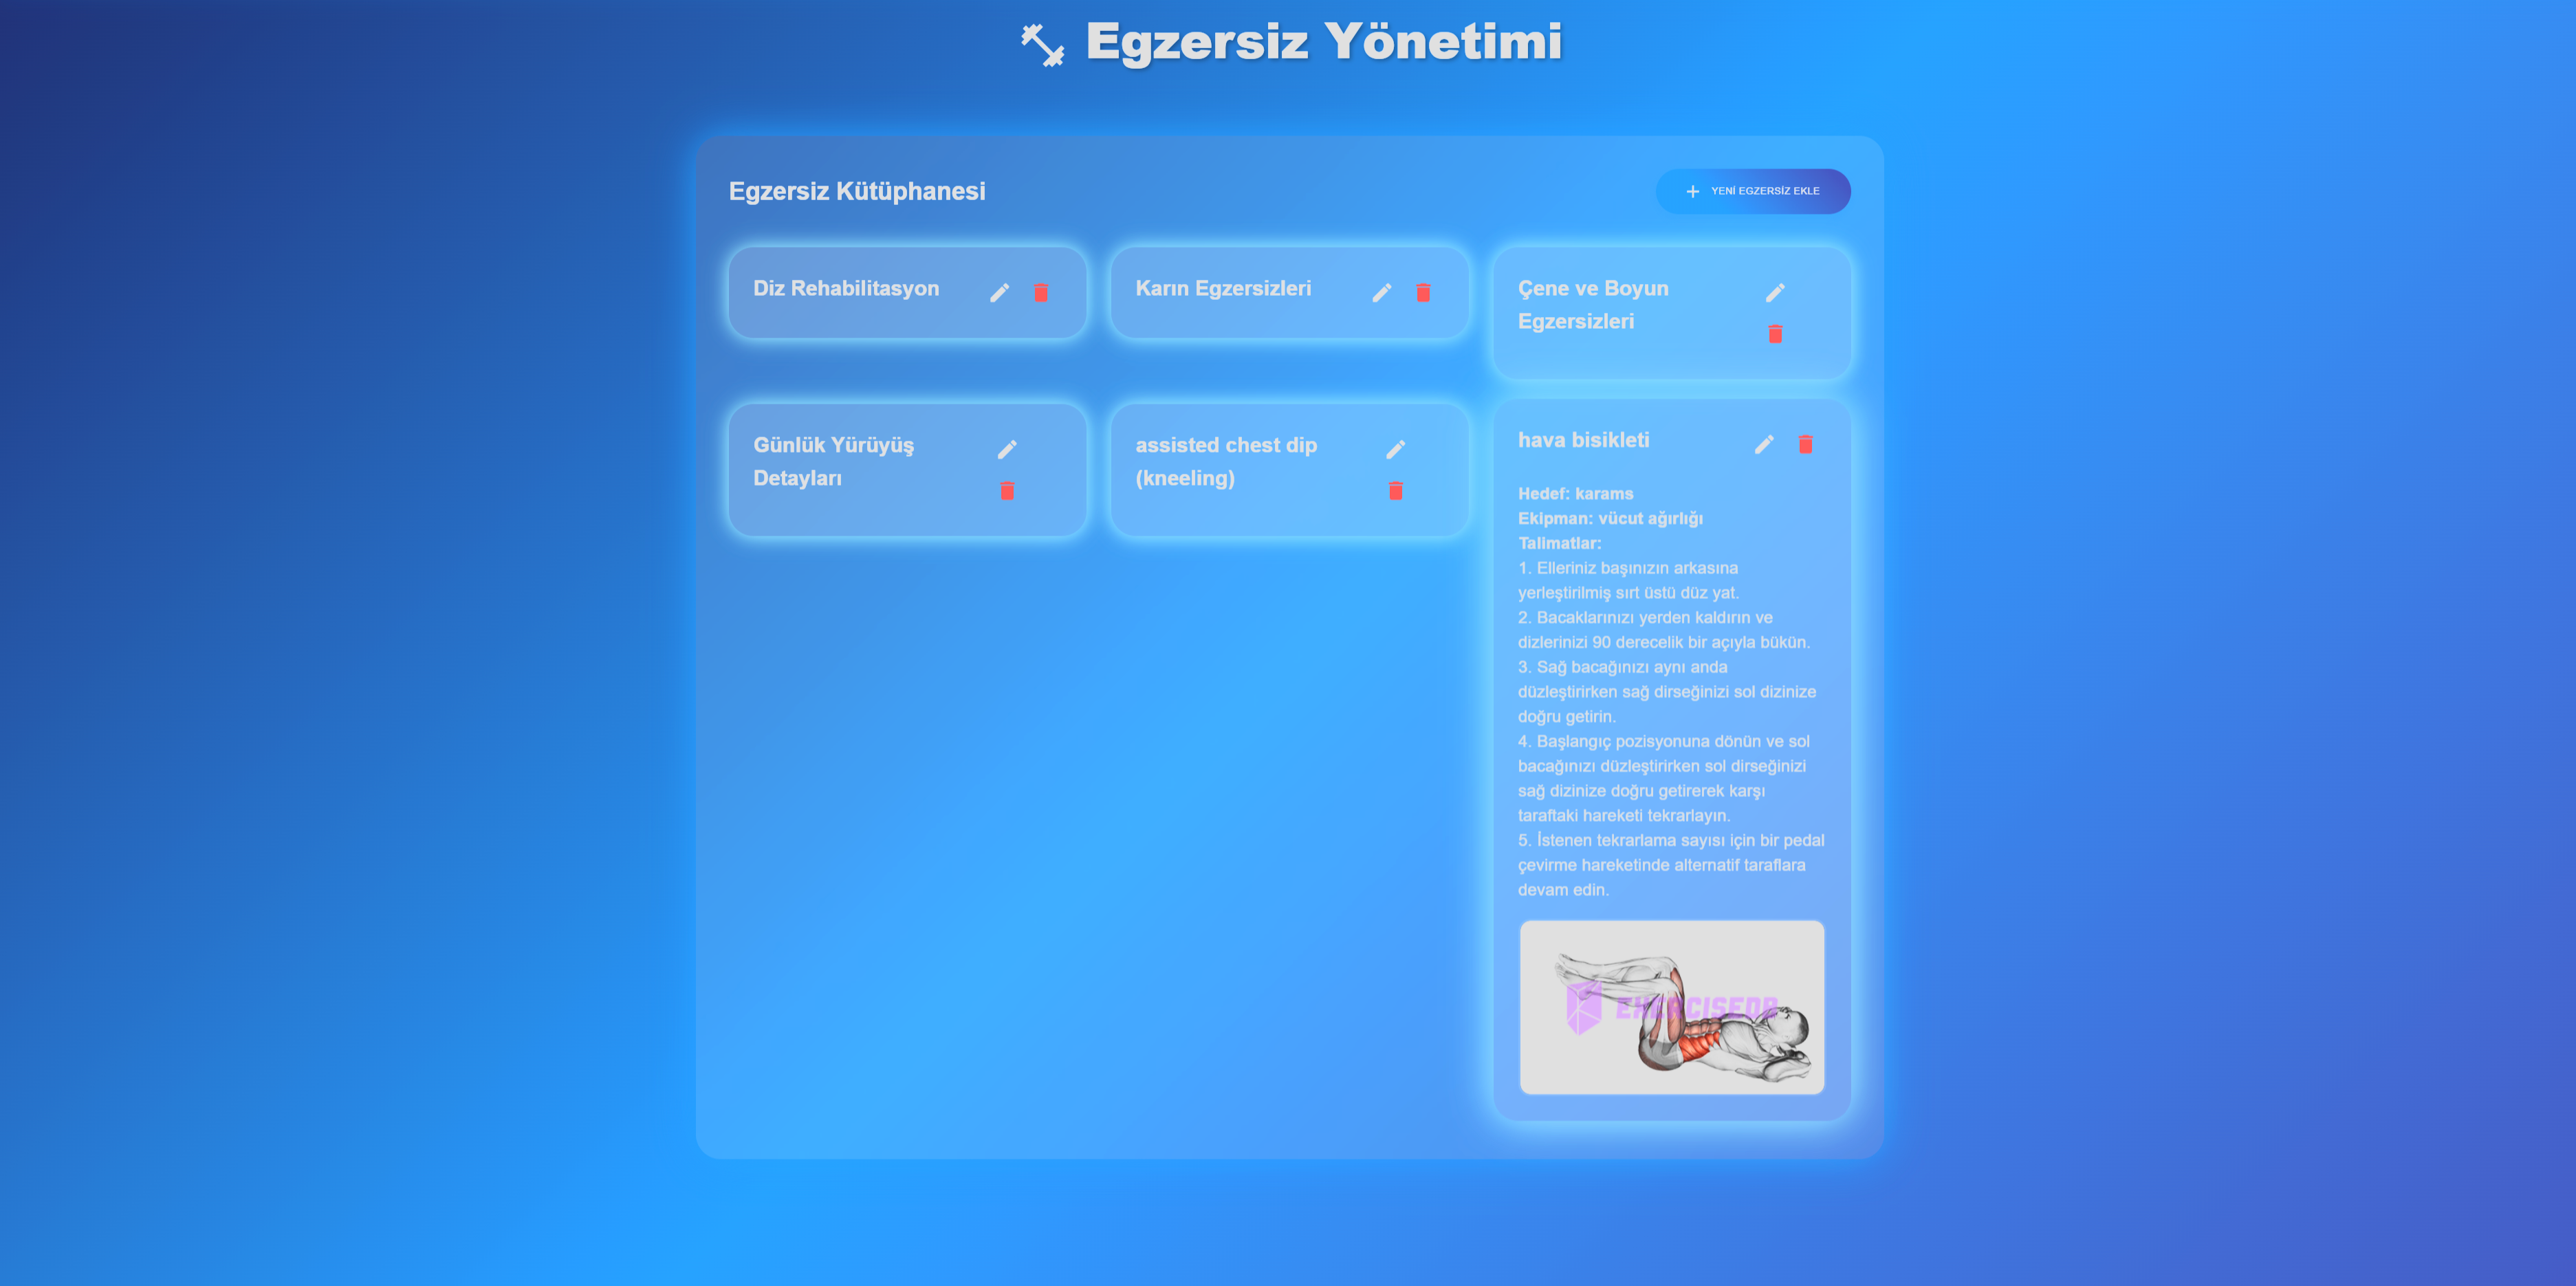 Egzersiz Yönetimi
Egzersiz Kütüphanesi
YENİ EGZERSİZ EKLE
Diz Rehabilitasyon
Karın Egzersizleri
Çene ve Boyun
Egzersizleri
Günlük Yürüyüş
Detayları
assisted chest dip
(kneeling)
hava bisikleti
Hedef: karams
Ekipman: vücut ağırlığı
Talimatlar:
1. Elleriniz başınızın arkasına
yerleştirilmiş sırt üstü düz yat.
2. Bacaklarınızı yerden kaldırın ve
dizlerinizi 90 derecelik bir açıyla bükün.
3. Sağ bacağınızı aynı anda
düzleştirirken sağ dirseğinizi sol dizinize
doğru getirin.
4. Başlangıç pozisyonuna dönün ve sol
bacağınızı düzleştirirken sol dirseğinizi
sağ dizinize doğru getirerek karşı
taraftaki hareketi tekrarlayın.
5. İstenen tekrarlama sayısı için bir pedal
çevirme hareketinde alternatif taraflara
devam edin.
EXERCISEDB